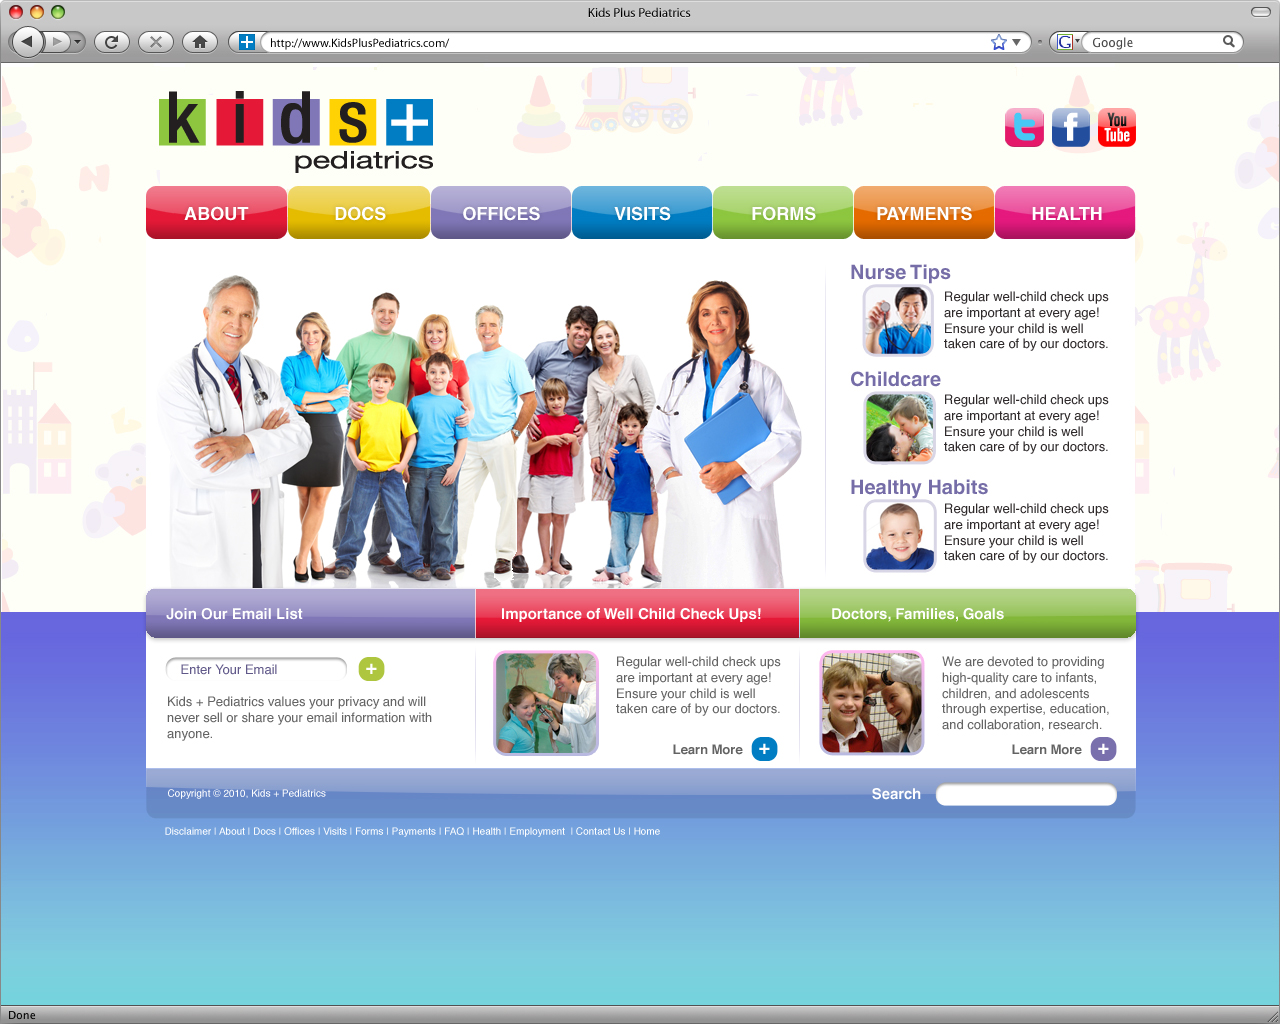 Kids Plus Pediatrics
http://www.KidsPlusPediatrics.com/
G
Google
kids+
pediatrics
t
f
You
Tube
ABOUT
DOCS
OFFICES
VISITS
FORMS
PAYMENTS
HEALTH
Nurse Tips
Regular well-child check ups
are important at every age!
Ensure your child is well
taken care of by our doctors.
Childcare
Regular well-child check ups
are important at every age!
Ensure your child is well
taken care of by our doctors.
Healthy Habits
Regular well-child check ups
are important at every age!
Ensure your child is well
taken care of by our doctors.
Join Our Email List
Enter Your Email
+
Kids + Pediatrics values your privacy and will
never sell or share your email information with
anyone.
Importance of Well Child Check Ups!
Regular well-child check ups
are important at every age!
Ensure your child is well
taken care of by our doctors.
Learn More +
Doctors, Families, Goals
We are devoted to providing
high-quality care to infants,
children, and adolescents
through expertise, education,
and collaboration, research.
Learn More +
Copyright © 2010, Kids + Pediatrics
Search
Disclaimer | About | Docs | Offices | Visits | Forms | Payments | FAQ | Health | Employment | Contact Us | Home
Done